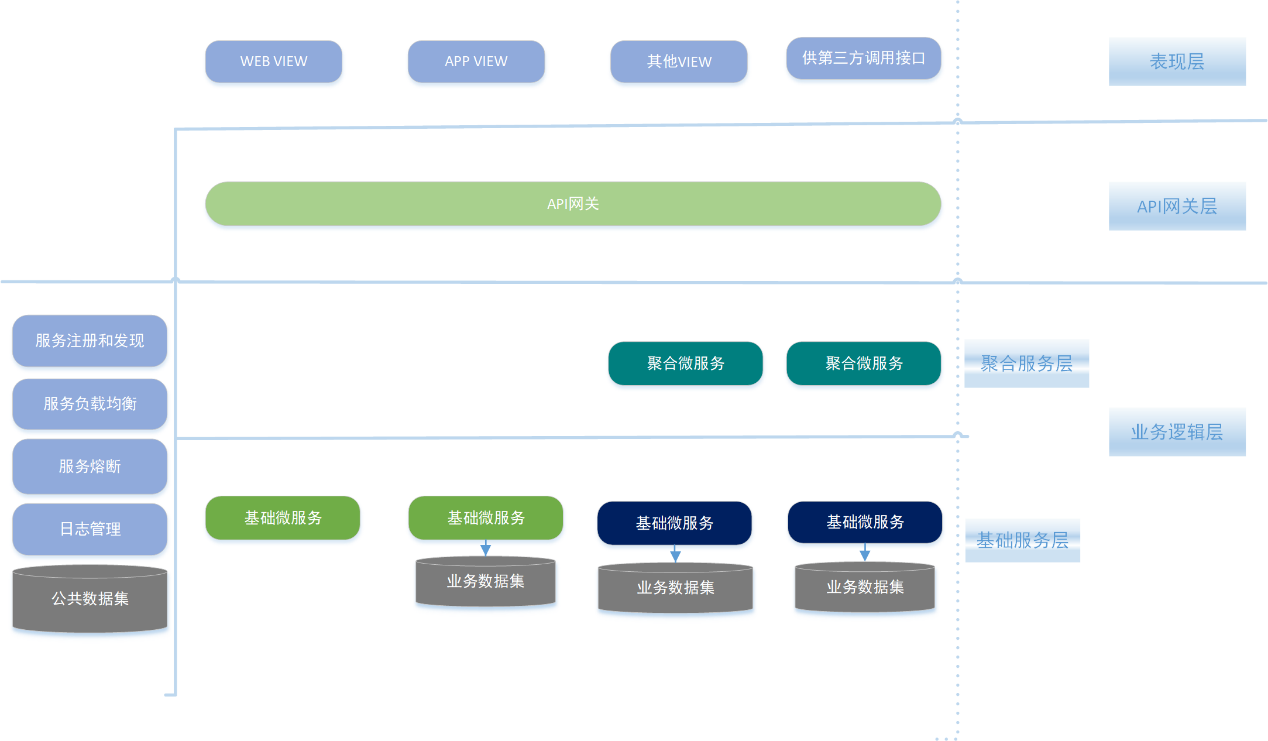 WEB VIEW
APP VIEW
其他VIEW
供第三方调用接口
表现层
API网关
API网关层
服务注册和发现
服务负载均衡
服务熔断
日志管理
公共数据集
聚合微服务
聚合微服务
聚合服务层
业务逻辑层
基础微服务
基础微服务
基础微服务
基础微服务
基础服务层
业务数据集
业务数据集
业务数据集